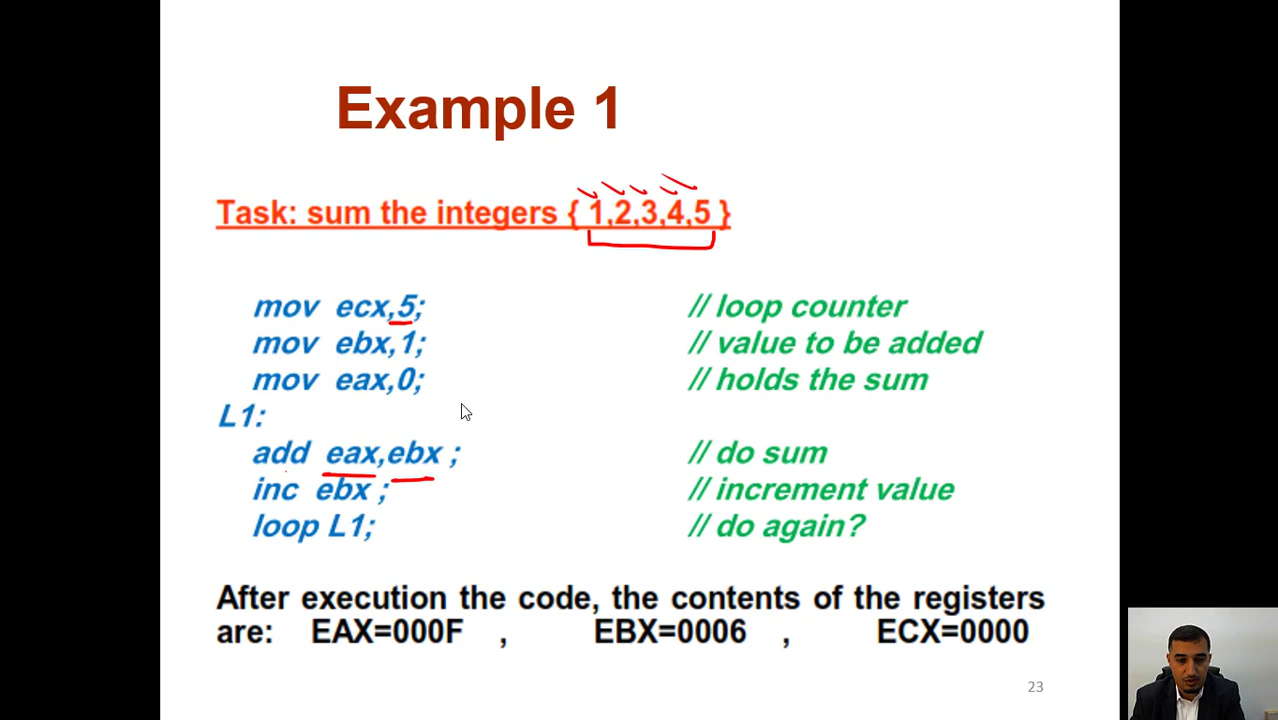 Example 1
Task: sum the integers { 1,2,3,4,5 }
mov ecx,5; // loop counter
mov ebx,1; // value to be added
mov eax,0; // holds the sum
L1:
add eax,ebx ; // do sum
inc ebx ; // increment value
loop L1; // do again?
After execution the code, the contents of the registers
are: EAX=000F , EBX=0006 , ECX=0000
23